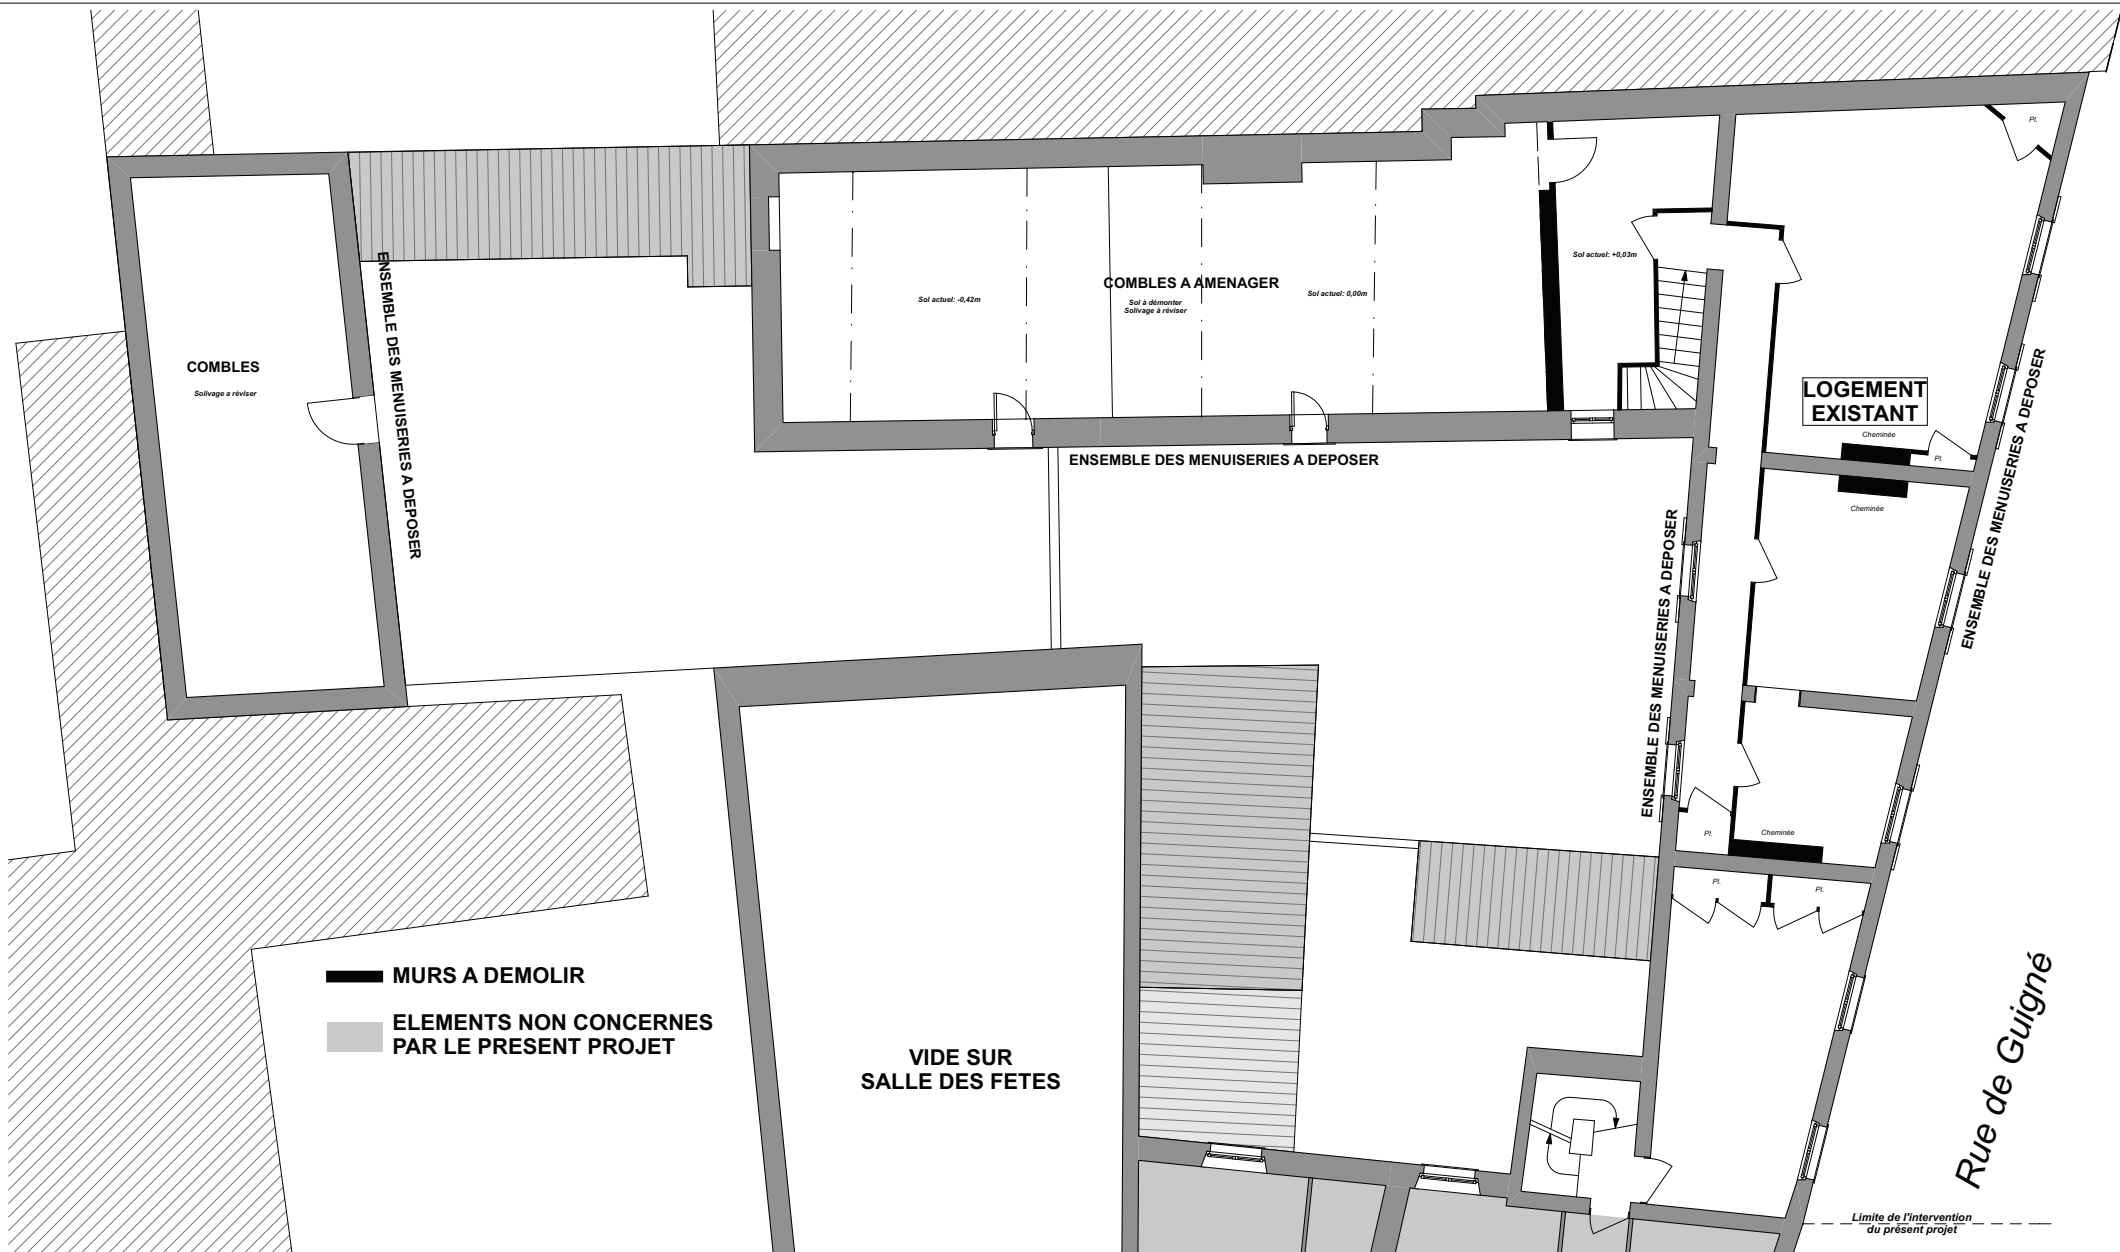 Pl.
Sol actuel: +0,03m
COMBLES A AMENAGER
Sol à démonter
Solivage à réviser
Sol actuel: -0,42m
Sol actuel: 0,00m
ENSEMBLE DES MENUISERIES A DEPOSER
COMBLES
Solivage a réviser
LOGEMENT
EXISTANT
Cheminée
Pl.
ENSEMBLE DES MENUISERIES A DEPOSER
ENSEMBLE DES MENUISERIES A DEPOSER
Cheminée
ENSEMBLE DES MENUISERIES A DEPOSER
Pl.
Cheminée
Pl.
Pl.
MURS A DEMOLIR
ELEMENTS NON CONCERNES
PAR LE PRESENT PROJET
VIDE SUR
SALLE DES FETES
Rue de Guigné
Limite de l'intervention
du présent projet